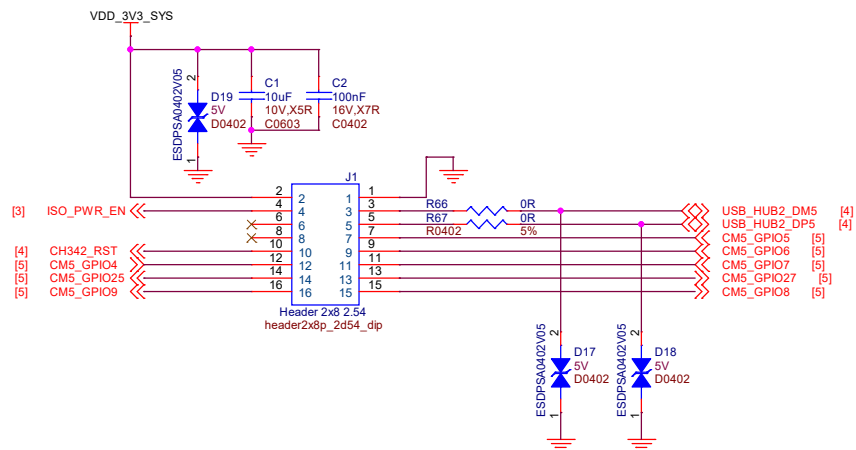 VDD_3V3_SYS
2
D19
5V
D0402
ESDPSA0402V05
1
C1
10uF
10V,X5R
C0603
C2
100nF
16V,X7R
C0402
J1
2 2 1 1
[3] ISO_PWR_EN 4 4 3 3 R66 0R USB_HUB2_DM5 [4]
6 6 5 5 R67 0R USB_HUB2_DP5 [4]
8 8 7 7 R0402 5% CM5_GPIO5 [5]
[4] CH342_RST 10 10 9 9 CM5_GPIO6 [5]
[5] CM5_GPIO4 12 12 11 11 CM5_GPIO7 [5]
[5] CM5_GPIO25 14 14 13 13 CM5_GPIO27 [5]
[5] CM5_GPIO9 16 16 15 15 CM5_GPIO8 [5]
Header 2x8 2.54
header2x8p_2d54_dip
2
D17
5V
D0402
ESDPSA0402V05
1
2
D18
5V
D0402
ESDPSA0402V05
1